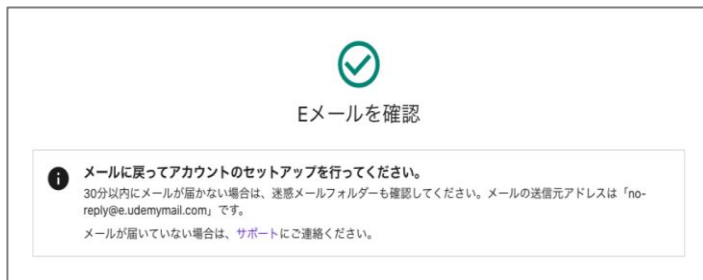 Eメールを確認
メールに戻ってアカウントのセットアップを行ってください。
30分以内にメールが届かない場合は、迷惑メールフォルダーも確認してください。メールの送信元アドレスは「no-
reply@e.udemymail.com」です。
メールが届いていない場合は、サポートにご連絡ください。